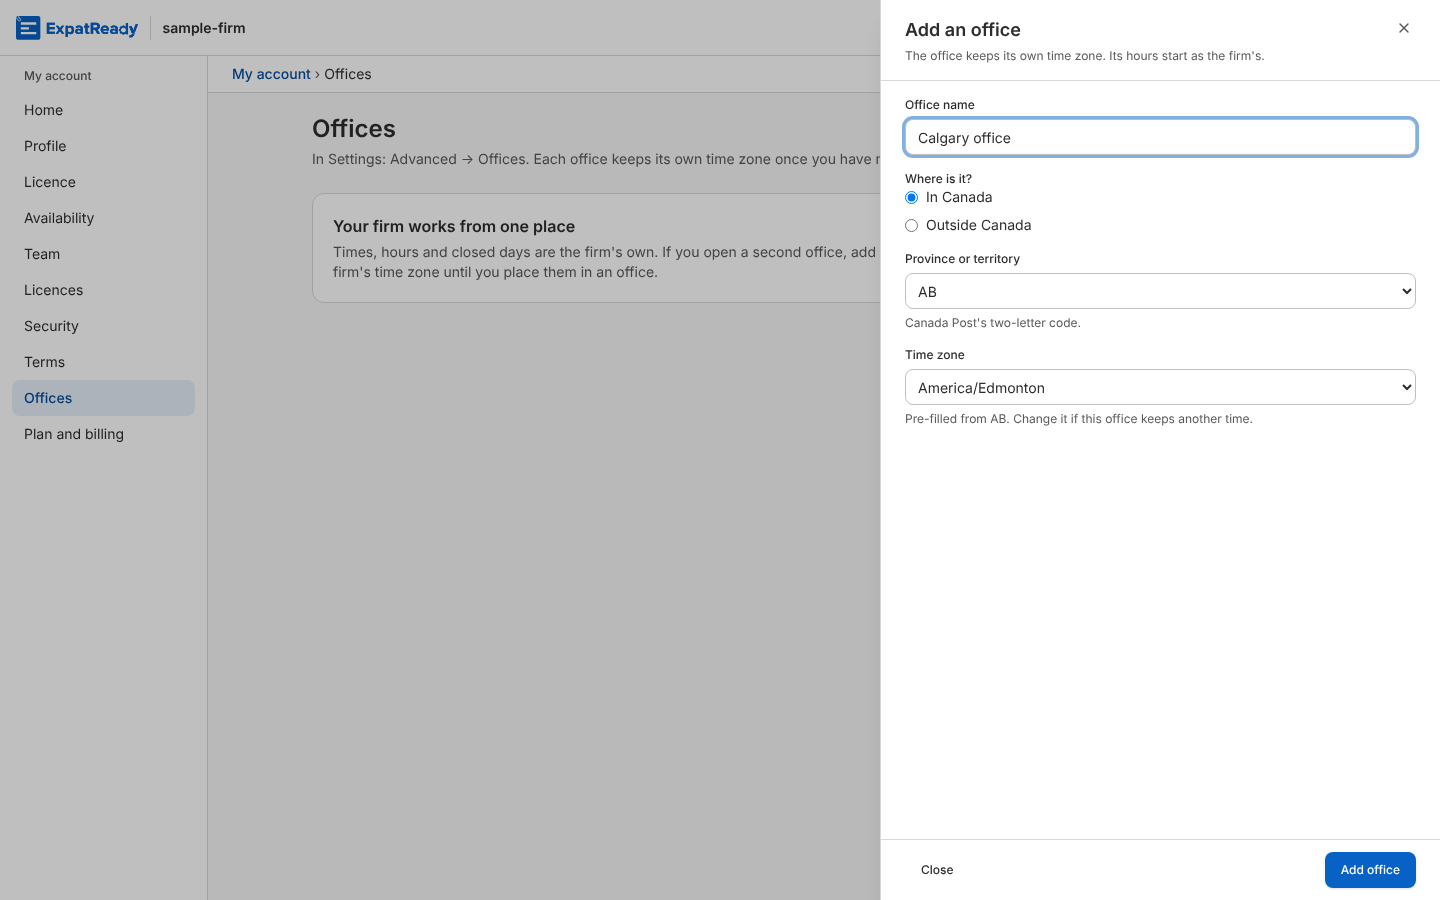 ExpatReady
sample-firm
My account
Home
Profile
Licence
Availability
Team
Licences
Security
Terms
Offices
Plan and billing
My account › Offices
Offices
In Settings: Advanced → Offices. Each office keeps its own time zone once you have
Your firm works from one place
Times, hours and closed days are the firm's own. If you open a second office, add
firm's time zone until you place them in an office.
Add an office
The office keeps its own time zone. Its hours start as the firm's.
Office name
Calgary office
Where is it?
In Canada
Outside Canada
Province or territory
AB
Canada Post's two-letter code.
Time zone
America/Edmonton
Pre-filled from AB. Change it if this office keeps another time.
Close
Add office